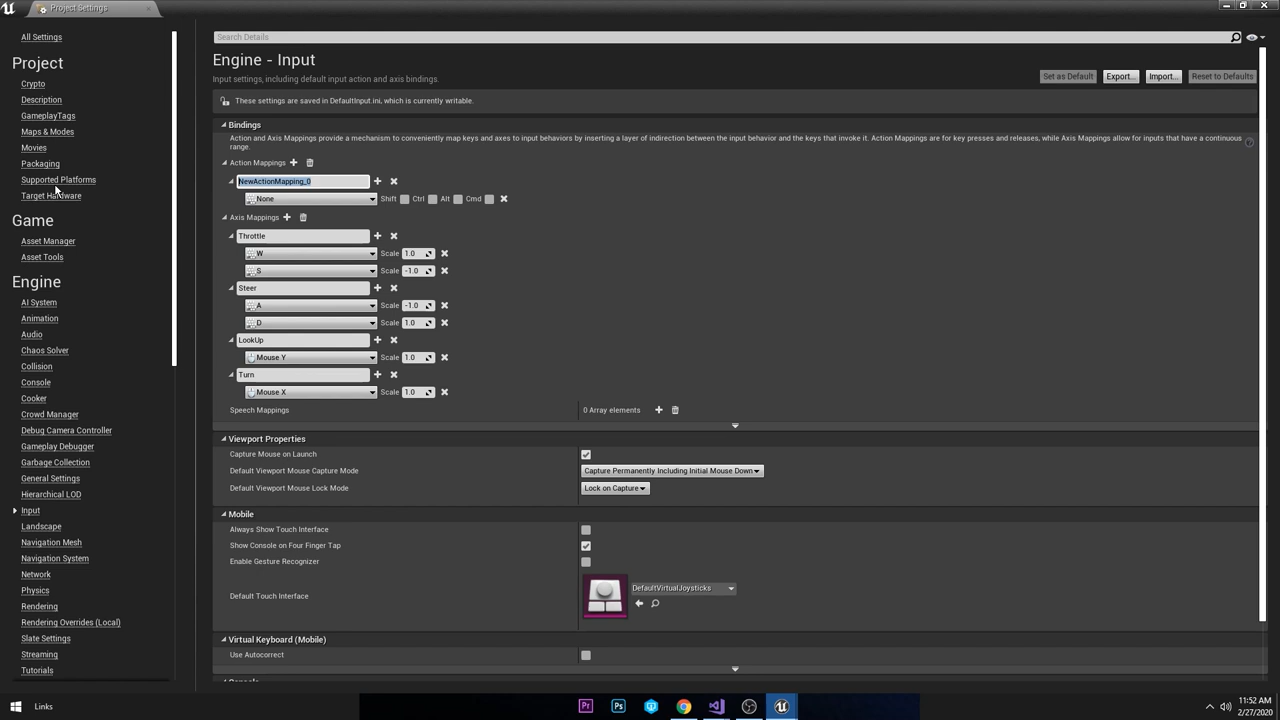 Project Settings
All Settings
Project
Crypto
Description
GameplayTags
Maps & Modes
Movies
Packaging
Supported Platforms
Target Hardware
Game
Asset Manager
Asset Tools
Engine
AI System
Animation
Audio
Chaos Solver
Collision
Console
Cooker
Crowd Manager
Debug Camera Controller
Gameplay Debugger
Garbage Collection
General Settings
Hierarchical LOD
Input
Landscape
Navigation Mesh
Navigation System
Network
Physics
Rendering
Rendering Overrides (Local)
Slate Settings
Streaming
Tutorials
Search Details
Engine - Input
Input settings, including default input action and axis bindings.
Set as Default Export... Import... Reset to Defaults
These settings are saved in DefaultInput.ini, which is currently writable.
Bindings
Action and Axis Mappings provide a mechanism to conveniently map keys and axes to input behaviors by inserting a layer of indirection between the input behavior and the keys that invoke it. Action Mappings are for key presses and releases, while Axis Mappings allow for inputs that have a continuous
range.
Action Mappings
NewActionMapping_0
None Shift Ctrl Alt Cmd
Axis Mappings
Throttle
W Scale 1.0
S Scale -1.0
Steer
A Scale -1.0
D Scale 1.0
LookUp
Mouse Y Scale 1.0
Turn
Mouse X Scale 1.0
Speech Mappings 0 Array elements
Viewport Properties
Capture Mouse on Launch
Default Viewport Mouse Capture Mode Capture Permanently Including Initial Mouse Down
Default Viewport Mouse Lock Mode Lock on Capture
Mobile
Always Show Touch Interface
Show Console on Four Finger Tap
Enable Gesture Recognizer
Default Touch Interface DefaultVirtualJoysticks
Virtual Keyboard (Mobile)
Use Autocorrect
Links
Pr Ps
11:52 AM
2/27/2020